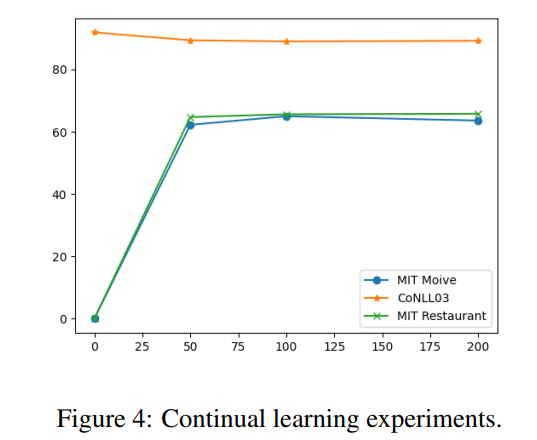 80
60
40
20
0
0 25 50 75 100 125 150 175 200
MIT Moive
CoNLL03
MIT Restaurant
Figure 4: Continual learning experiments.